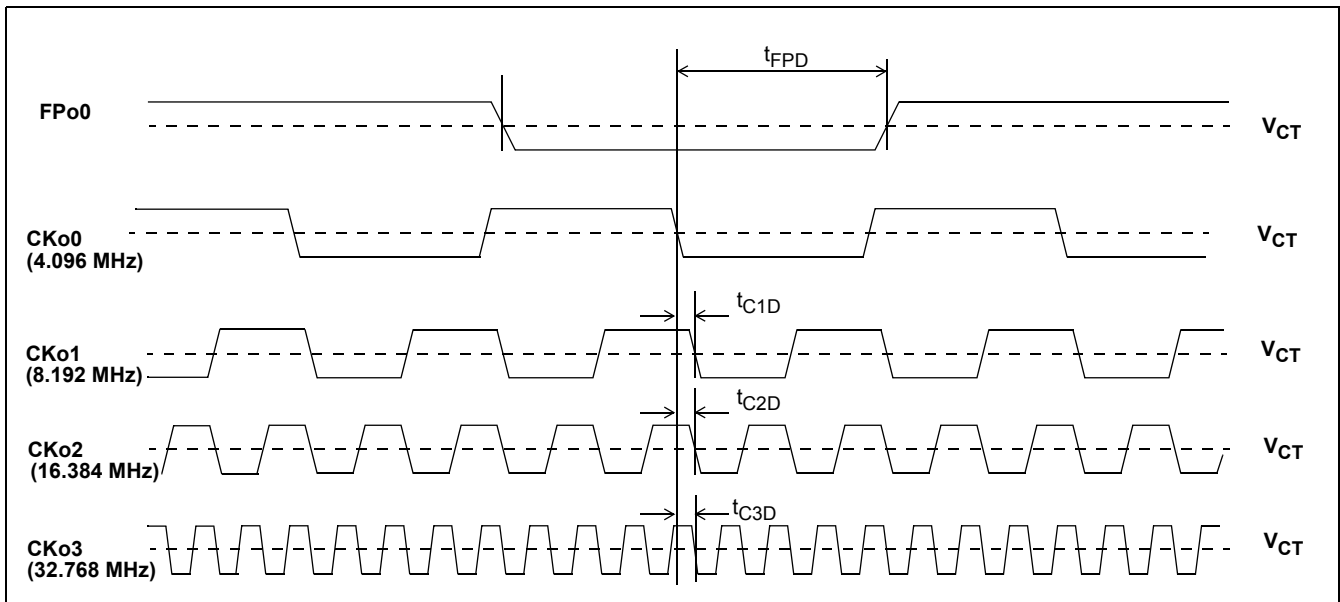 tFPD
FPo0
VCT
CKo0
(4.096 MHz)
VCT
tC1D
CKo1
(8.192 MHz)
VCT
tC2D
CKo2
(16.384 MHz)
VCT
tC3D
CKo3
(32.768 MHz)
VCT